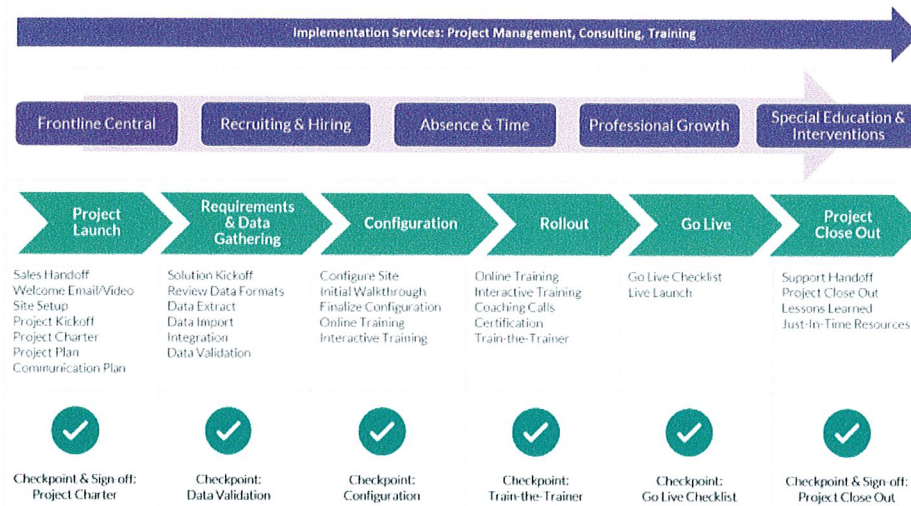 Implementation Services: Project Management, Consulting, Training
Frontline Central
Recruiting & Hiring
Absence & Time
Professional Growth
Special Education &
Interventions
Project
Launch
Requirements
& Data
Gathering
Configuration
Rollout
Go Live
Project
Close Out
Sales Handoff
Welcome Email/Video
Site Setup
Project Kickoff
Project Charter
Project Plan
Communication Plan
Solution Kickoff
Review Data Formats
Data Extract
Data Import
Integration
Data Validation
Configure Site
Initial Walkthrough
Finalize Configuration
Online Training
Interactive Training
Online Training
Interactive Training
Coaching Calls
Certification
Train-the-Trainer
Go Live Checklist
Live Launch
Support Handoff
Project Close Out
Lessons Learned
Just-In-Time Resources
Checkpoint & Sign-off:
Project Charter
Checkpoint:
Data Validation
Checkpoint:
Configuration
Checkpoint:
Train-the-Trainer
Checkpoint:
Go Live Checklist
Checkpoint & Sign-off:
Project Close Out